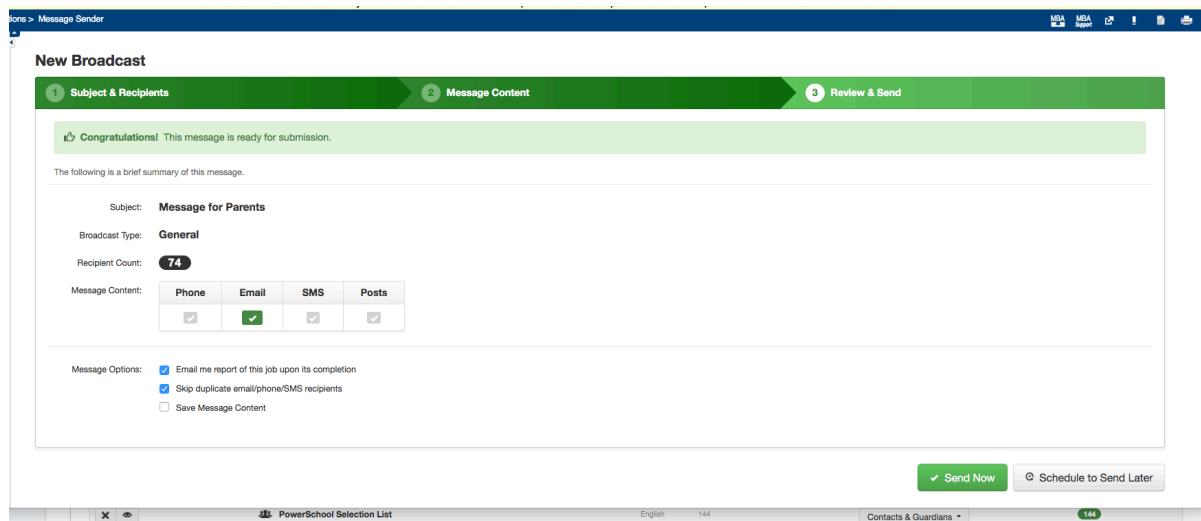 tions > Message Sender
MBA
MBA Support
New Broadcast
1 Subject & Recipients
2 Message Content
3 Review & Send
Congratulations! This message is ready for submission.
The following is a brief summary of this message.
Subject: Message for Parents
Broadcast Type: General
Recipient Count: 74
Message Content: Phone Email SMS Posts
Message Options: Email me report of this job upon its completion
Skip duplicate email/phone/SMS recipients
Save Message Content
Send Now
Schedule to Send Later
PowerSchool Selection List English 144 Contacts & Guardians 144